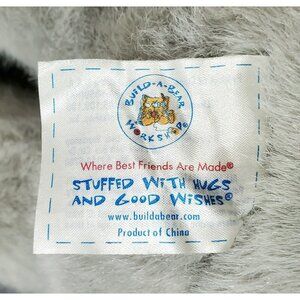 BUILD-A-BEAR
WORKSHOP®
Where Best Friends Are Made®
STUFFED WITH HUGS
AND GOOD WISHES®
www.buildabear.com
Product of China